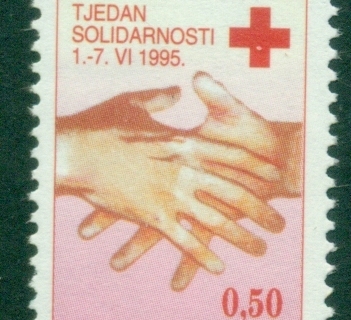 TJEDAN
SOLIDARNOSTI
1.-7. VI 1995.
0,50